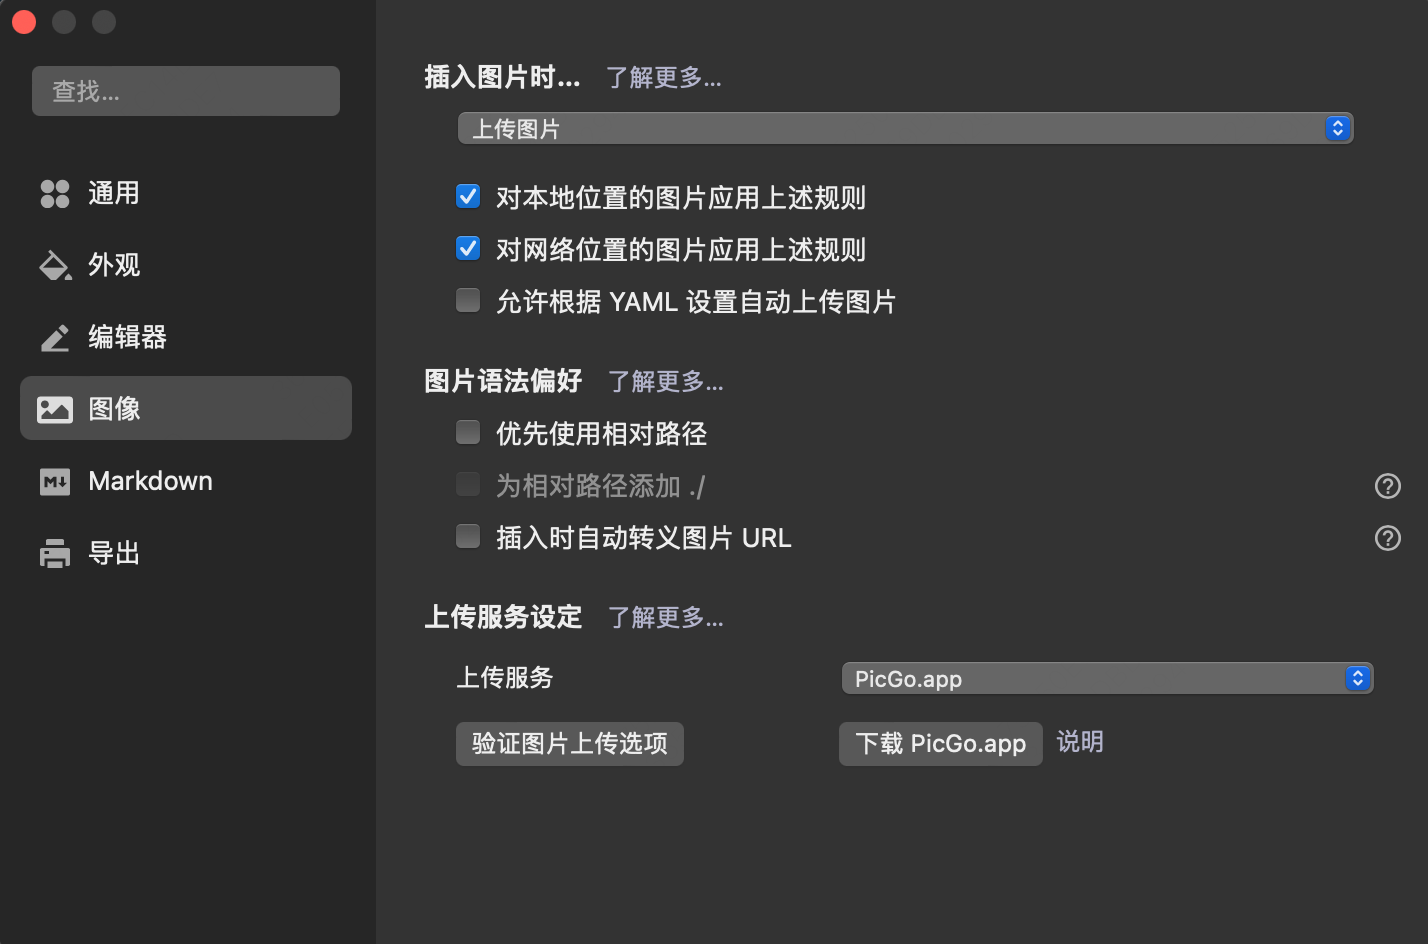 查找...
通用
外观
编辑器
图像
Markdown
导出
插入图片时... 了解更多...
上传图片
对本地位置的图片应用上述规则
对网络位置的图片应用上述规则
允许根据 YAML 设置自动上传图片
图片语法偏好 了解更多...
优先使用相对路径
为相对路径添加 ./
插入时自动转义图片 URL
上传服务设定 了解更多...
上传服务 PicGo.app
验证图片上传选项 下载 PicGo.app 说明